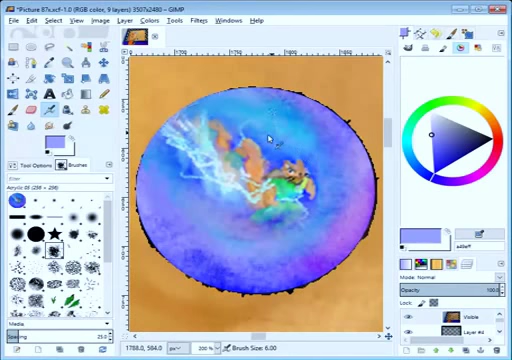 *Picture 87x.xcf-1.0 (RGB color, 9 layers) 3507x2480 – GIMP
File Edit Select View Image Layer Colors Tools Filters Windows Help
Tool Options Brushes
Acrylic 05 (256 × 256)
Filter
Media
Spacing 25.0
1788.0, 584.0 px 200 % Brush Size: 6.00
Mode: Normal
Opacity 100.0
Lock:
Visible
Layer #4